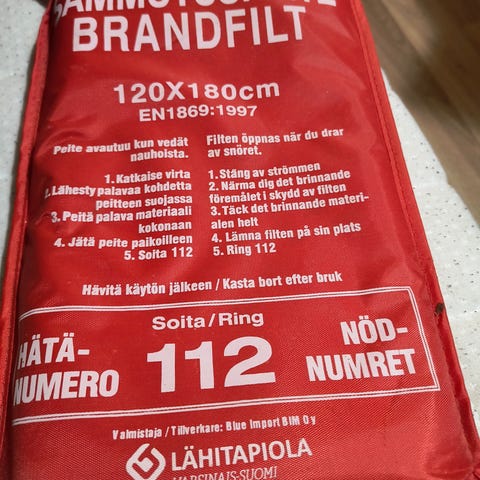 SAMMUTUSPEITE
BRANDFILT
120X180cm
EN1869:1997
Peite avautuu kun vedät
nauhoista.
1. Katkaise virta
2. Lähesty palavaa kohdetta
peitteen suojassa
3. Peitä palava materiaali
kokonaan
4. Jätä peite paikoilleen
5. Soita 112
Filten öppnas när du drar
av snöret.
1. Stäng av strömmen
2. Närma dig det brinnande
föremålet i skydd av filten
3. Täck det brinnande materi-
alen helt
4. Lämna filten på sin plats
5. Ring 112
Hävitä käytön jälkeen / Kasta bort efter bruk
Soita/Ring
HÄTÄ-
NUMERO
112
NÖD-
NUMRET
Valmistaja / Tillverkare: Blue Import BIM Oy
LÄHITAPIOLA
VARSINAIS-SUOMI